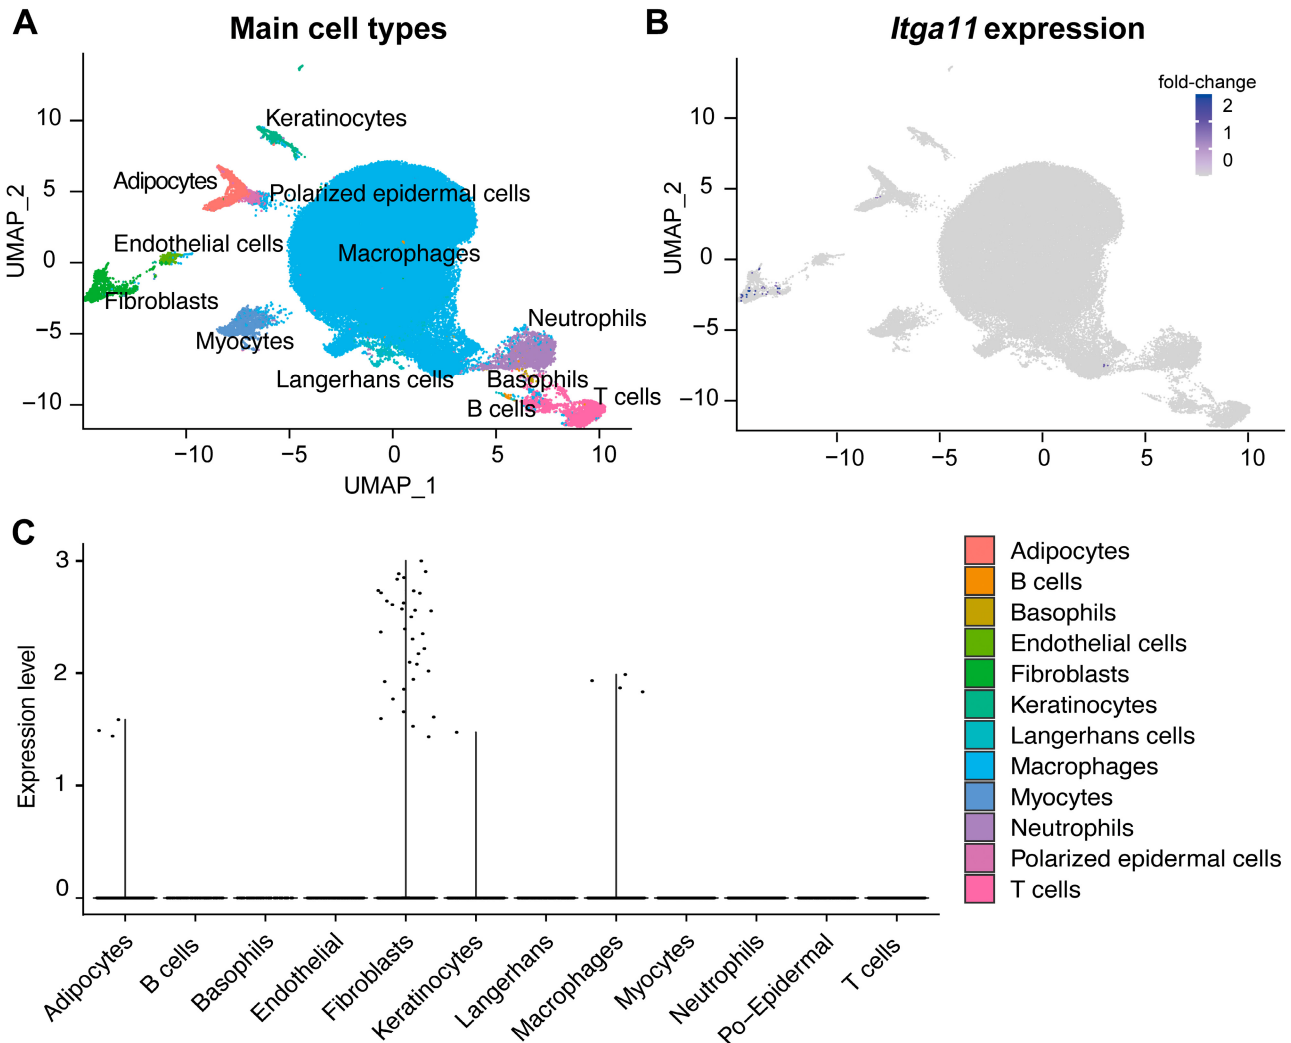 A
Main cell types
10
5
0
−5
−10
UMAP_2
Keratinocytes
Adipocytes
Polarized epidermal cells
Endothelial cells
Macrophages
Fibroblasts
Myocytes
Neutrophils
Langerhans cells
Basophils
B cells
T cells
−10
−5
0
5
10
UMAP_1
B
Itga11 expression
fold-change
2
1
0
10
5
0
−5
−10
UMAP_2
−10
−5
0
5
10
C
3
2
1
0
Expression level
Adipocytes
B cells
Basophils
Endothelial
Fibroblasts
Keratinocytes
Langerhans
Macrophages
Myocytes
Neutrophils
Po−Epidermal
T cells
Adipocytes
B cells
Basophils
Endothelial cells
Fibroblasts
Keratinocytes
Langerhans cells
Macrophages
Myocytes
Neutrophils
Polarized epidermal cells
T cells